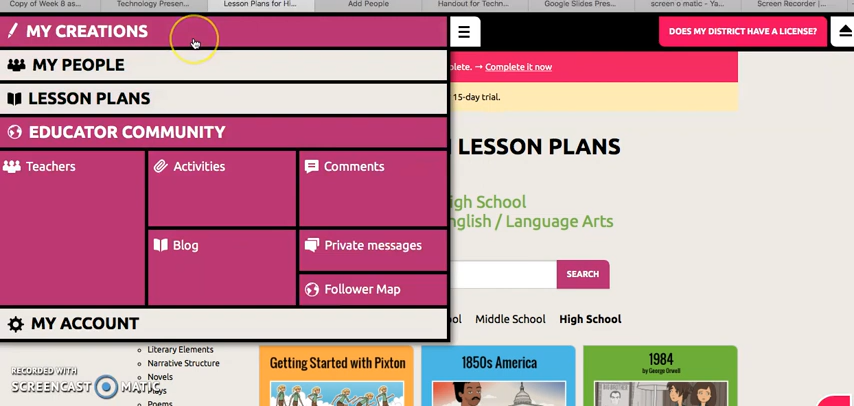 Copy of Week 8 as...
Technology Presen...
Lesson Plans for Hi...
Add People
Handout for Techn...
Google Slides Pres...
screen o matic - Ya...
Screen Recorder |...
MY CREATIONS
MY PEOPLE
LESSON PLANS
EDUCATOR COMMUNITY
Teachers
Activities
Comments
Blog
Private messages
Follower Map
MY ACCOUNT
DOES MY DISTRICT HAVE A LICENSE?
plete. → Complete it now
15-day trial.
LESSON PLANS
igh School
nglish / Language Arts
SEARCH
ool Middle School High School
Literary Elements
Narrative Structure
Novels
Plays
Poems
Getting Started with Pixton
1850s America
1984
by George Orwell
RECORDED WITH
SCREENCAST MATIC